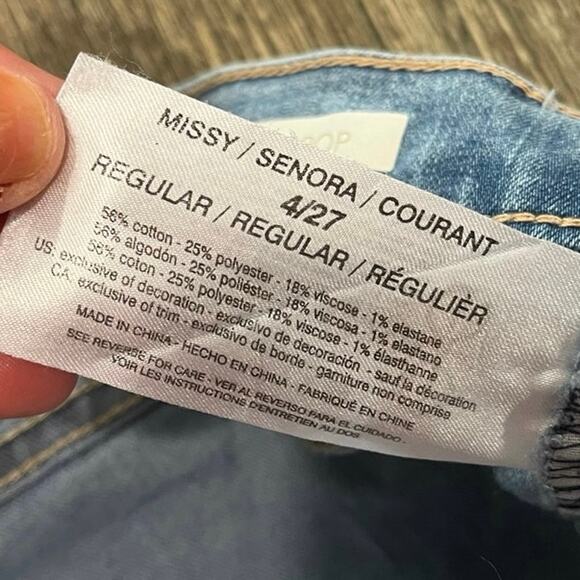 OOP
MISSY / SENORA / COURANT
4/27
REGULAR / REGULAR / RÉGULIÈR
56% cotton - 25% polyester - 18% viscose - 1% elastane
56% algodón - 25% poliéster - 18% viscosa - 1% elastano
56% coton - 25% polyester - 18% viscose - 1% élasthanne
US: exclusive of decoration - exclusivo de decoración - sauf la décoration
CA: exclusive of trim - exclusivo de borde - garniture non comprise
MADE IN CHINA - HECHO EN CHINA - FABRIQUÉ EN CHINE
SEE REVERSE FOR CARE - VER AL REVERSO PARA EL CUIDADO -
VOIR LES INSTRUCTIONS D'ENTRETIEN AU DOS